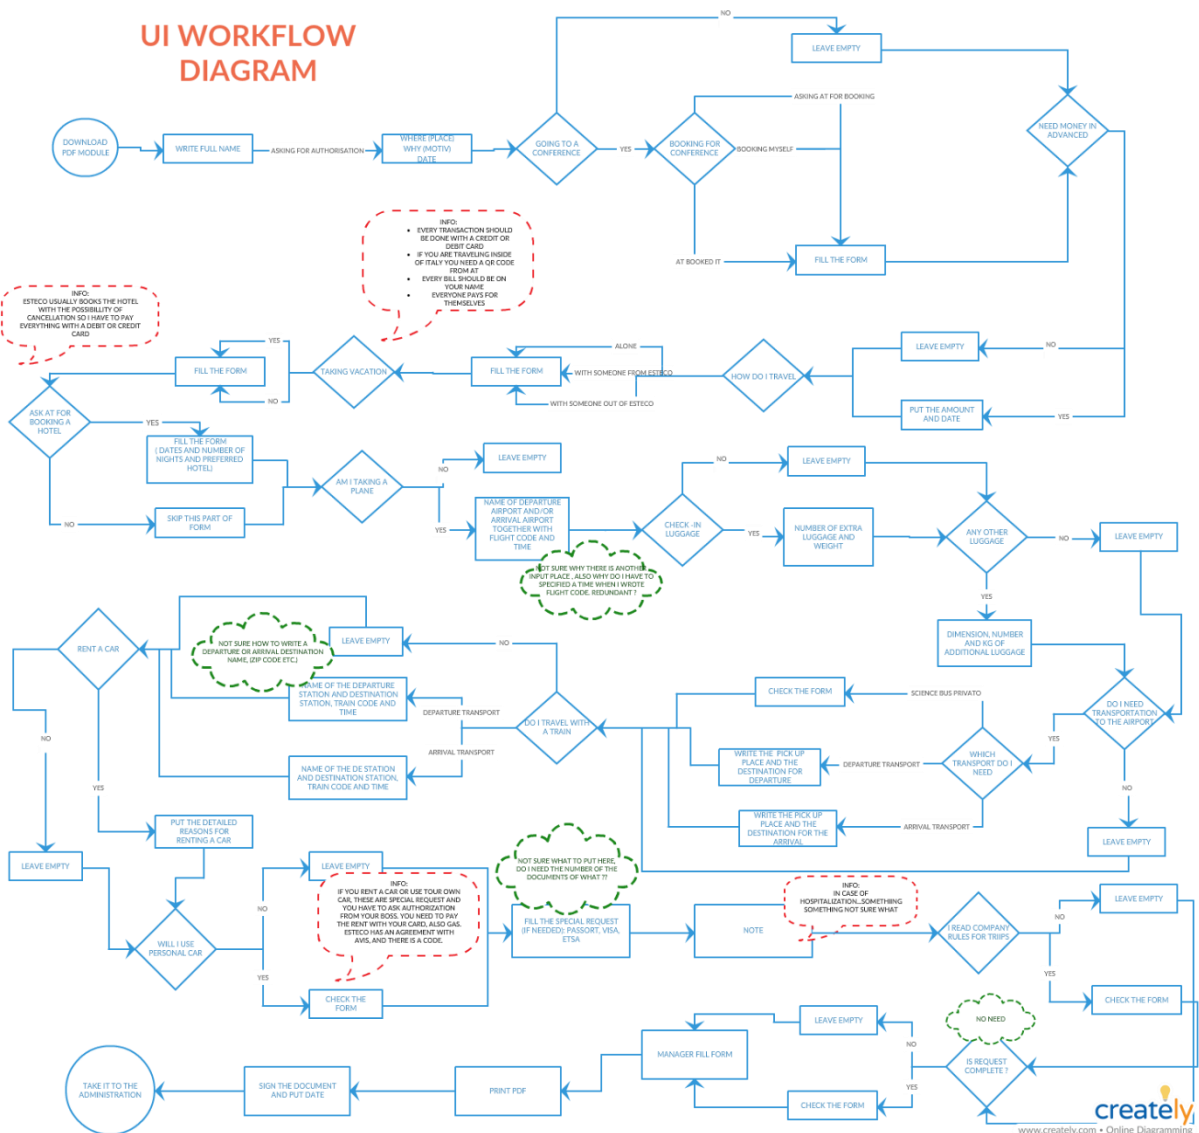 UI WORKFLOW
DIAGRAM
NO
LEAVE EMPTY
ASKING AT FOR BOOKING
NEED MONEY IN
ADVANCED
DOWNLOAD
PDF MODULE
WRITE FULL NAME
ASKING FOR AUTHORISATION
WHERE (PLACE)
WHY (MOTIV)
DATE
GOING TO A
CONFERENCE
YES
BOOKING FOR
CONFERENCE
BOOKING MYSELF
AT BOOKED IT
FILL THE FORM
INFO:
• EVERY TRANSACTION SHOULD
BE DONE WITH A CREDIT OR
DEBIT CARD
• IF YOU ARE TRAVELING INSIDE
OF ITALY YOU NEED A QR CODE
FROM AT
• EVERY BILL SHOULD BE ON
YOUR NAME
• EVERYONE PAYS FOR
THEMSELVES
INFO:
ESTECO USUALLY BOOKS THE HOTEL
WITH THE POSSIBILLITY OF
CANCELLATION SO I HAVE TO PAY
EVERYTHING WITH A DEBIT OR CREDIT
CARD
YES
FILL THE FORM
NO
TAKING VACATION
FILL THE FORM
ALONE
WITH SOMEONE FROM ESTECO
WITH SOMEONE OUT OF ESTECO
HOW DO I TRAVEL
LEAVE EMPTY
NO
PUT THE AMOUNT
AND DATE
YES
ASK AT FOR
BOOKING A
HOTEL
YES
FILL THE FORM
( DATES AND NUMBER OF
NIGHTS AND PREFERRED
HOTEL)
NO
SKIP THIS PART OF
FORM
AM I TAKING A
PLANE
NO
LEAVE EMPTY
YES
NAME OF DEPARTURE
AIRPORT AND/OR
ARRIVAL AIRPORT
TOGETHER WITH
FLIGHT CODE AND
TIME
NOT SURE WHY THERE IS ANOTHER
INPUT PLACE , ALSO WHY DO I HAVE TO
SPECIFIED A TIME WHEN I WROTE
FLIGHT CODE. REDUNDANT ?
CHECK -IN
LUGGAGE
NO
LEAVE EMPTY
YES
NUMBER OF EXTRA
LUGGAGE AND
WEIGHT
ANY OTHER
LUGGAGE
NO
LEAVE EMPTY
YES
DIMENSION, NUMBER
AND KG OF
ADDITIONAL LUGGAGE
RENT A CAR
NOT SURE HOW TO WRITE A
DEPARTURE OR ARRIVAL DESTINATION
NAME, (ZIP CODE ETC.)
LEAVE EMPTY
NO
NAME OF THE DEPARTURE
STATION AND DESTINATION
STATION, TRAIN CODE AND
TIME
DEPARTURE TRANSPORT
DO I TRAVEL WITH
A TRAIN
ARRIVAL TRANSPORT
NAME OF THE DE STATION
AND DESTINATION STATION,
TRAIN CODE AND TIME
CHECK THE FORM
SCIENCE BUS PRIVATO
DO I NEED
TRANSPORTATION
TO THE AIRPORT
YES
WRITE THE PICK UP
PLACE AND THE
DESTINATION FOR
DEPARTURE
DEPARTURE TRANSPORT
WHICH
TRANSPORT DO I
NEED
NO
WRITE THE PICK UP
PLACE AND THE
DESTINATION FOR THE
ARRIVAL
ARRIVAL TRANSPORT
LEAVE EMPTY
NO
YES
PUT THE DETAILED
REASONS FOR
RENTING A CAR
LEAVE EMPTY
WILL I USE
PERSONAL CAR
NO
LEAVE EMPTY
INFO:
IF YOU RENT A CAR OR USE TOUR OWN
CAR, THESE ARE SPECIAL REQUEST AND
YOU HAVE TO ASK AUTHORIZATION
FROM YOUR BOSS. YOU NEED TO PAY
THE RENT WITH YOUR CARD, ALSO GAS.
ESTECO HAS AN AGREEMENT WITH
AVIS, AND THERE IS A CODE.
YES
CHECK THE
FORM
NOT SURE WHAT TO PUT HERE,
DO I NEED THE NUMBER OF THE
DOCUMENTS OF WHAT ??
FILL THE SPECIAL REQUEST
(IF NEEDED): PASSORT, VISA,
ETSA
NOTE
INFO:
IN CASE OF
HOSPITALIZATION...SOMETHING
SOMETHING NOT SURE WHAT
I READ COMPANY
RULES FOR TRIIPS
NO
LEAVE EMPTY
YES
CHECK THE FORM
NO NEED
IS REQUEST
COMPLETE ?
NO
LEAVE EMPTY
YES
CHECK THE FORM
MANAGER FILL FORM
PRINT PDF
SIGN THE DOCUMENT
AND PUT DATE
TAKE IT TO THE
ADMINISTRATION
creately
www.creately.com • Online Diagramming